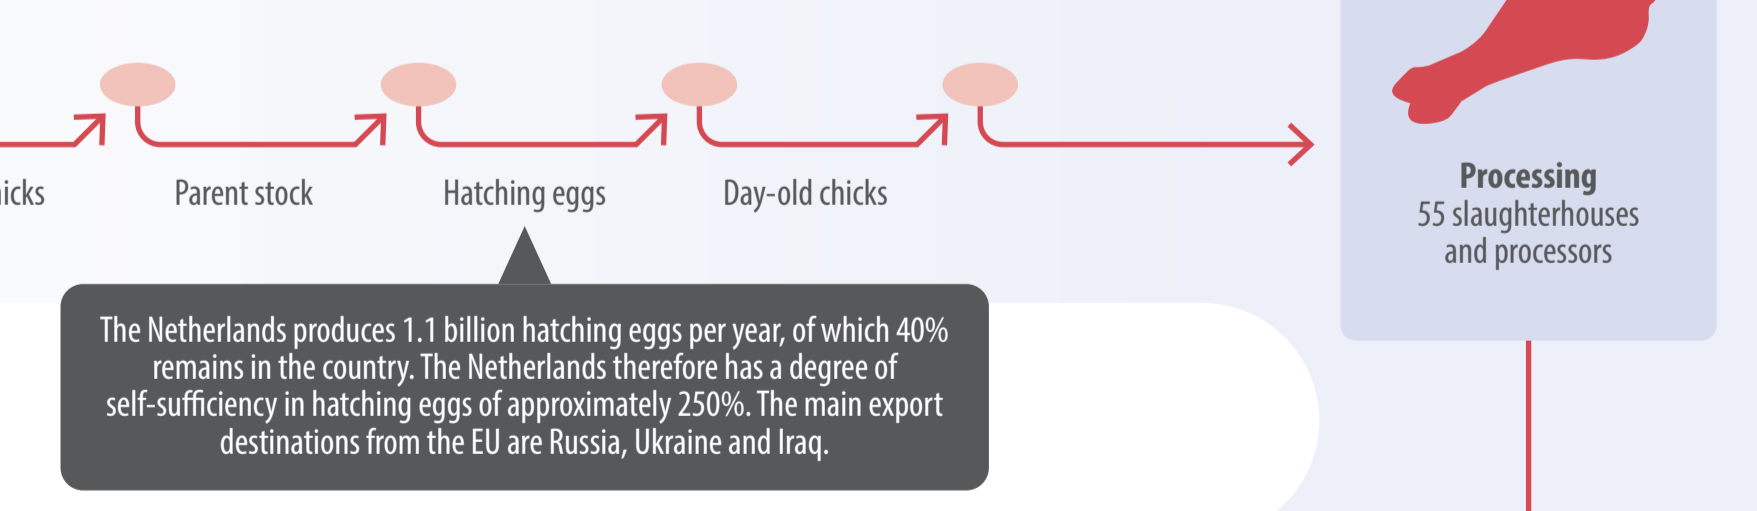 Parent stock
Hatching eggs
Day-old chicks
Processing
55 slaughterhouses
and processors
The Netherlands produces 1.1 billion hatching eggs per year, of which 40%
remains in the country. The Netherlands therefore has a degree of
self-sufficiency in hatching eggs of approximately 250%. The main export
destinations from the EU are Russia, Ukraine and Iraq.